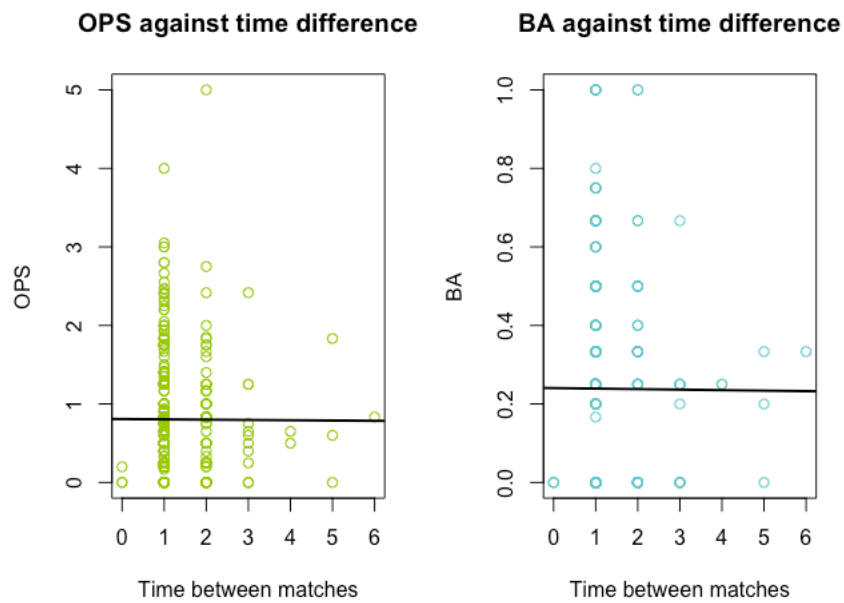 OPS against time difference
OPS
0
1
2
3
4
5
0 1 2 3 4 5 6
Time between matches
BA against time difference
BA
0.0
0.2
0.4
0.6
0.8
1.0
0 1 2 3 4 5 6
Time between matches